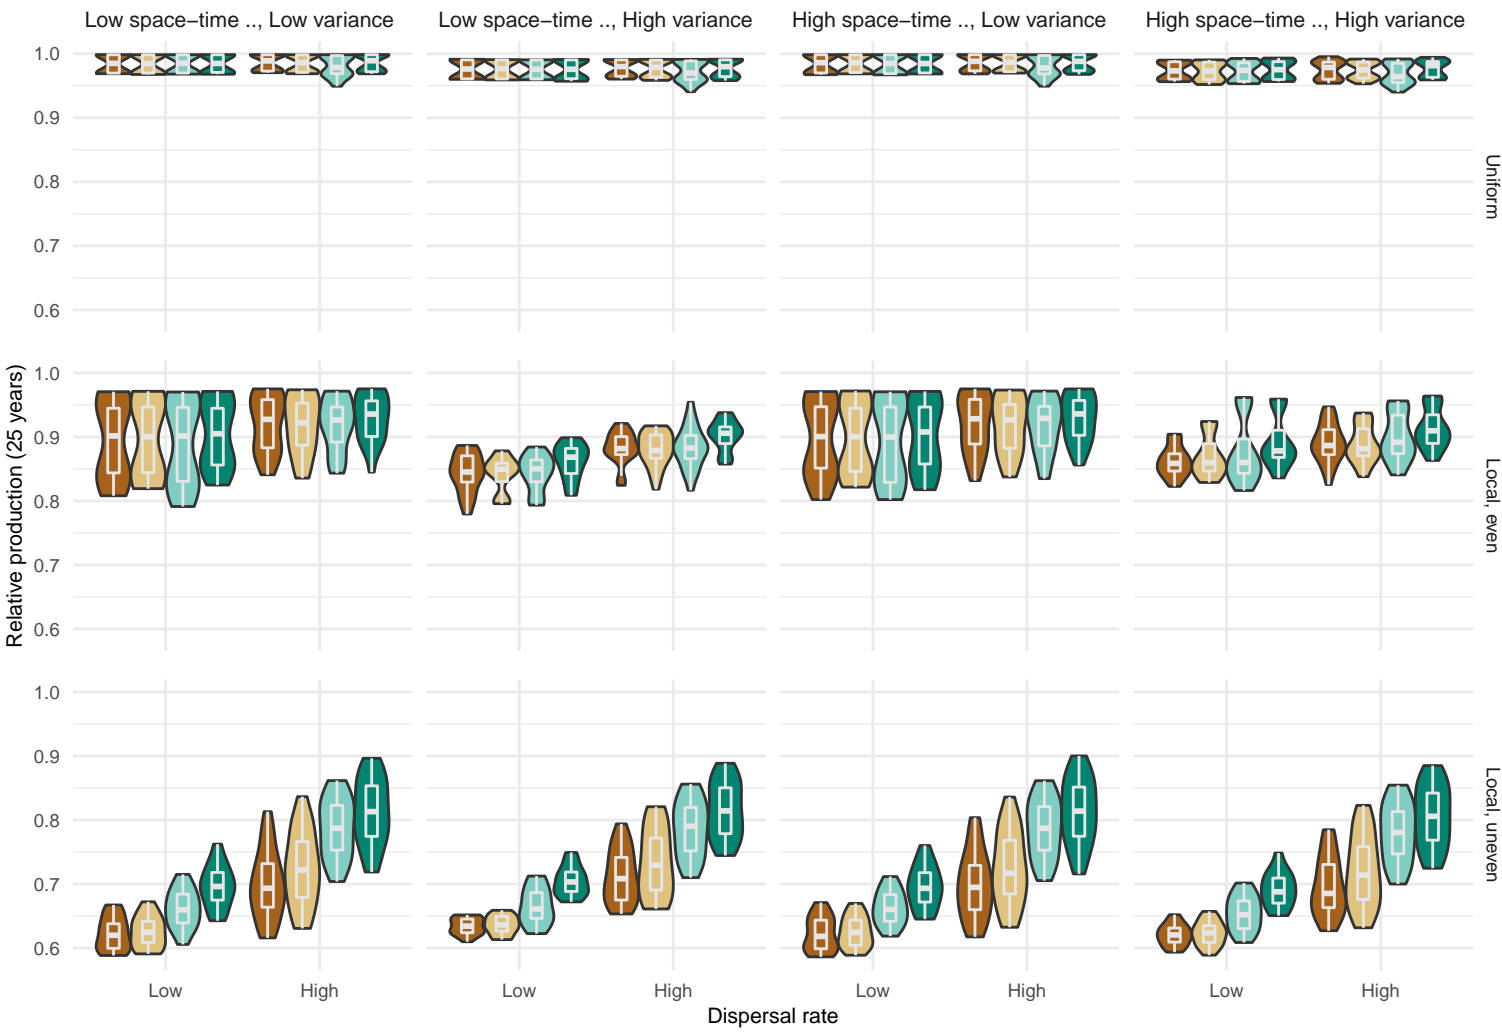 Low space−time .., Low variance
Low space−time .., High variance
High space−time .., Low variance
High space−time .., High variance
1.0
0.9
0.8
0.7
0.6
Uniform
1.0
0.9
0.8
0.7
0.6
Local, even
1.0
0.9
0.8
0.7
0.6
Local, uneven
Relative production (25 years)
Low
High
Low
High
Low
High
Low
High
Dispersal rate